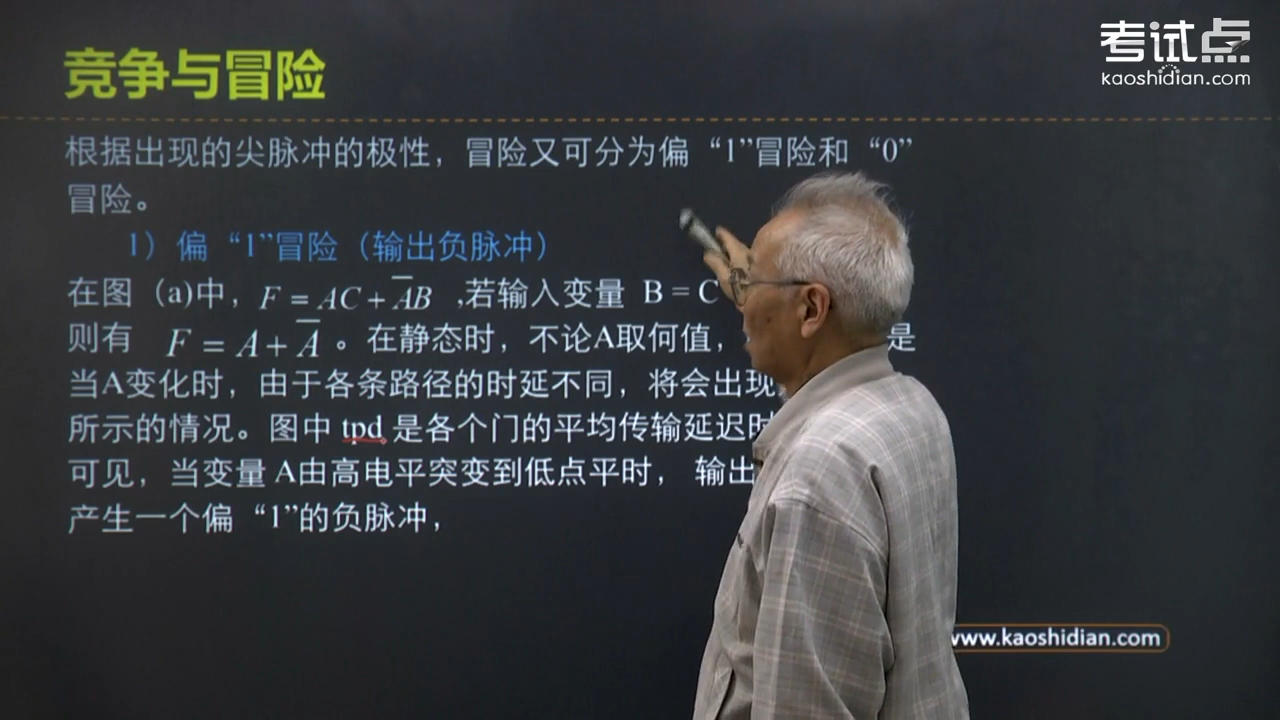 考试点
kaoshidian.com
竞争与冒险
根据出现的尖脉冲的极性，冒险又可分为偏“1”冒险和“0”
冒险。
1）偏“1”冒险（输出负脉冲）
在图（a)中，F = AC + A̅B ,若输入变量 B = C
则有 F = A + A̅ 。在静态时，不论A取何值， 是
当A变化时，由于各条路径的时延不同，将会出现
所示的情况。图中 tpd 是各个门的平均传输延迟时
可见，当变量 A由高电平突变到低点平时， 输出
产生一个偏“1”的负脉冲，
www.kaoshidian.com